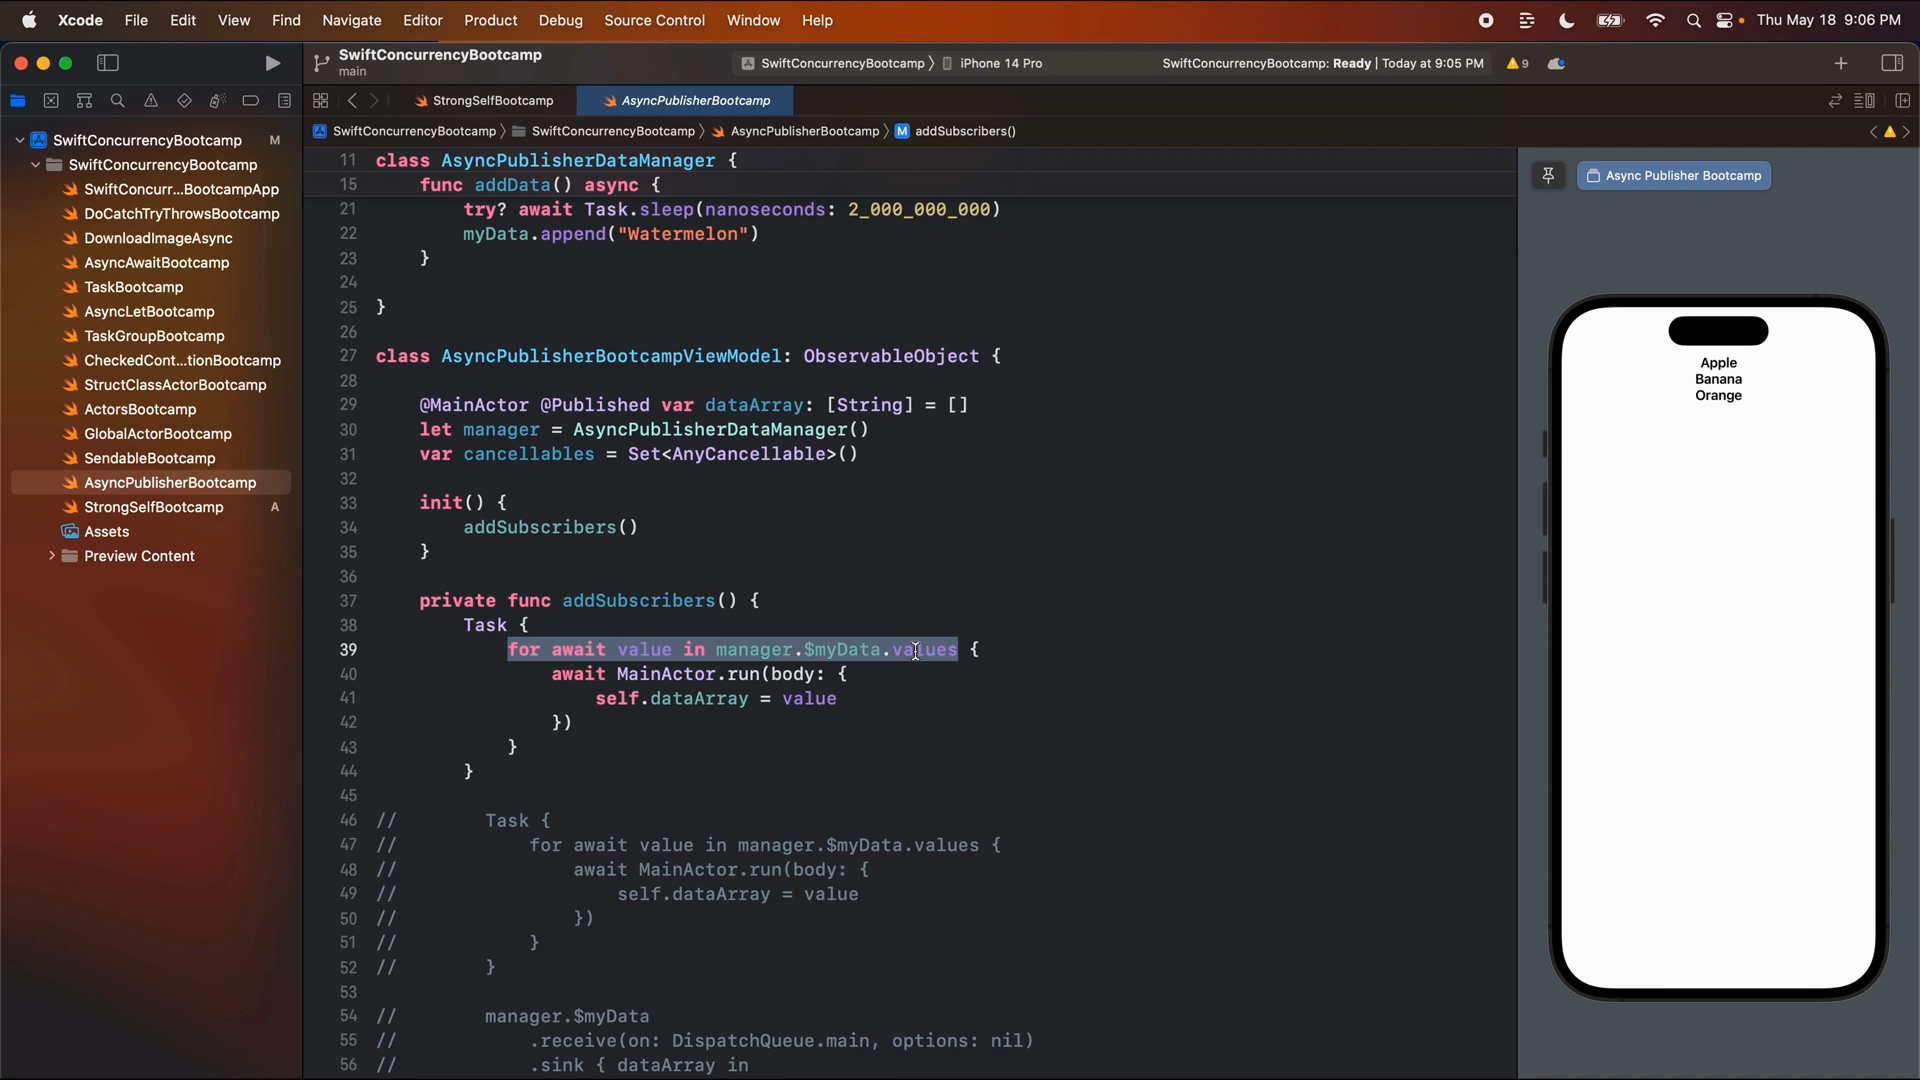 Xcode File Edit View Find Navigate Editor Product Debug Source Control Window Help Thu May 18 9:06 PM
SwiftConcurrencyBootcamp
main
SwiftConcurrencyBootcamp 〉 iPhone 14 Pro
SwiftConcurrencyBootcamp: Ready | Today at 9:05 PM
9
StrongSelfBootcamp
AsyncPublisherBootcamp
SwiftConcurrencyBootcamp 〉 SwiftConcurrencyBootcamp 〉 AsyncPublisherBootcamp 〉 M addSubscribers()
SwiftConcurrencyBootcamp M
SwiftConcurrencyBootcamp
SwiftConcurr...BootcampApp
DoCatchTryThrowsBootcamp
DownloadImageAsync
AsyncAwaitBootcamp
TaskBootcamp
AsyncLetBootcamp
TaskGroupBootcamp
CheckedCont...tionBootcamp
StructClassActorBootcamp
ActorsBootcamp
GlobalActorBootcamp
SendableBootcamp
AsyncPublisherBootcamp
StrongSelfBootcamp A
Assets
Preview Content
11 class AsyncPublisherDataManager {
15 func addData() async {
21 try? await Task.sleep(nanoseconds: 2_000_000_000)
22 myData.append("Watermelon")
23 }
24
25 }
26
27 class AsyncPublisherBootcampViewModel: ObservableObject {
28
29 @MainActor @Published var dataArray: [String] = []
30 let manager = AsyncPublisherDataManager()
31 var cancellables = Set<AnyCancellable>()
32
33 init() {
34 addSubscribers()
35 }
36
37 private func addSubscribers() {
38 Task {
39 for await value in manager.$myData.values {
40 await MainActor.run(body: {
41 self.dataArray = value
42 })
43 }
44 }
45
46 // Task {
47 // for await value in manager.$myData.values {
48 // await MainActor.run(body: {
49 // self.dataArray = value
50 // })
51 // }
52 // }
53
54 // manager.$myData
55 // .receive(on: DispatchQueue.main, options: nil)
56 // .sink { dataArray in
Async Publisher Bootcamp
Apple
Banana
Orange